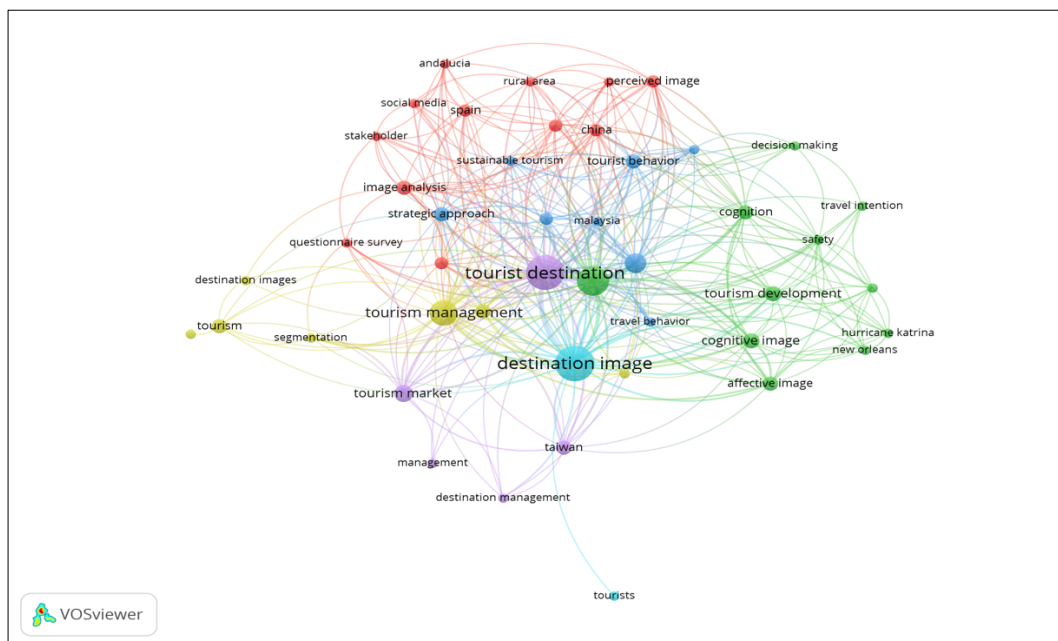 andalucia
rural area
perceived image
social media
spain
china
stakeholder
decision making
sustainable tourism
tourist behavior
image analysis
travel intention
strategic approach
malaysia
cognition
questionnaire survey
safety
destination images
tourist destination
tourism development
tourism management
tourism
travel behavior
segmentation
hurricane katrina
cognitive image
new orleans
destination image
affective image
tourism market
taiwan
management
destination management
tourists
VOSviewer